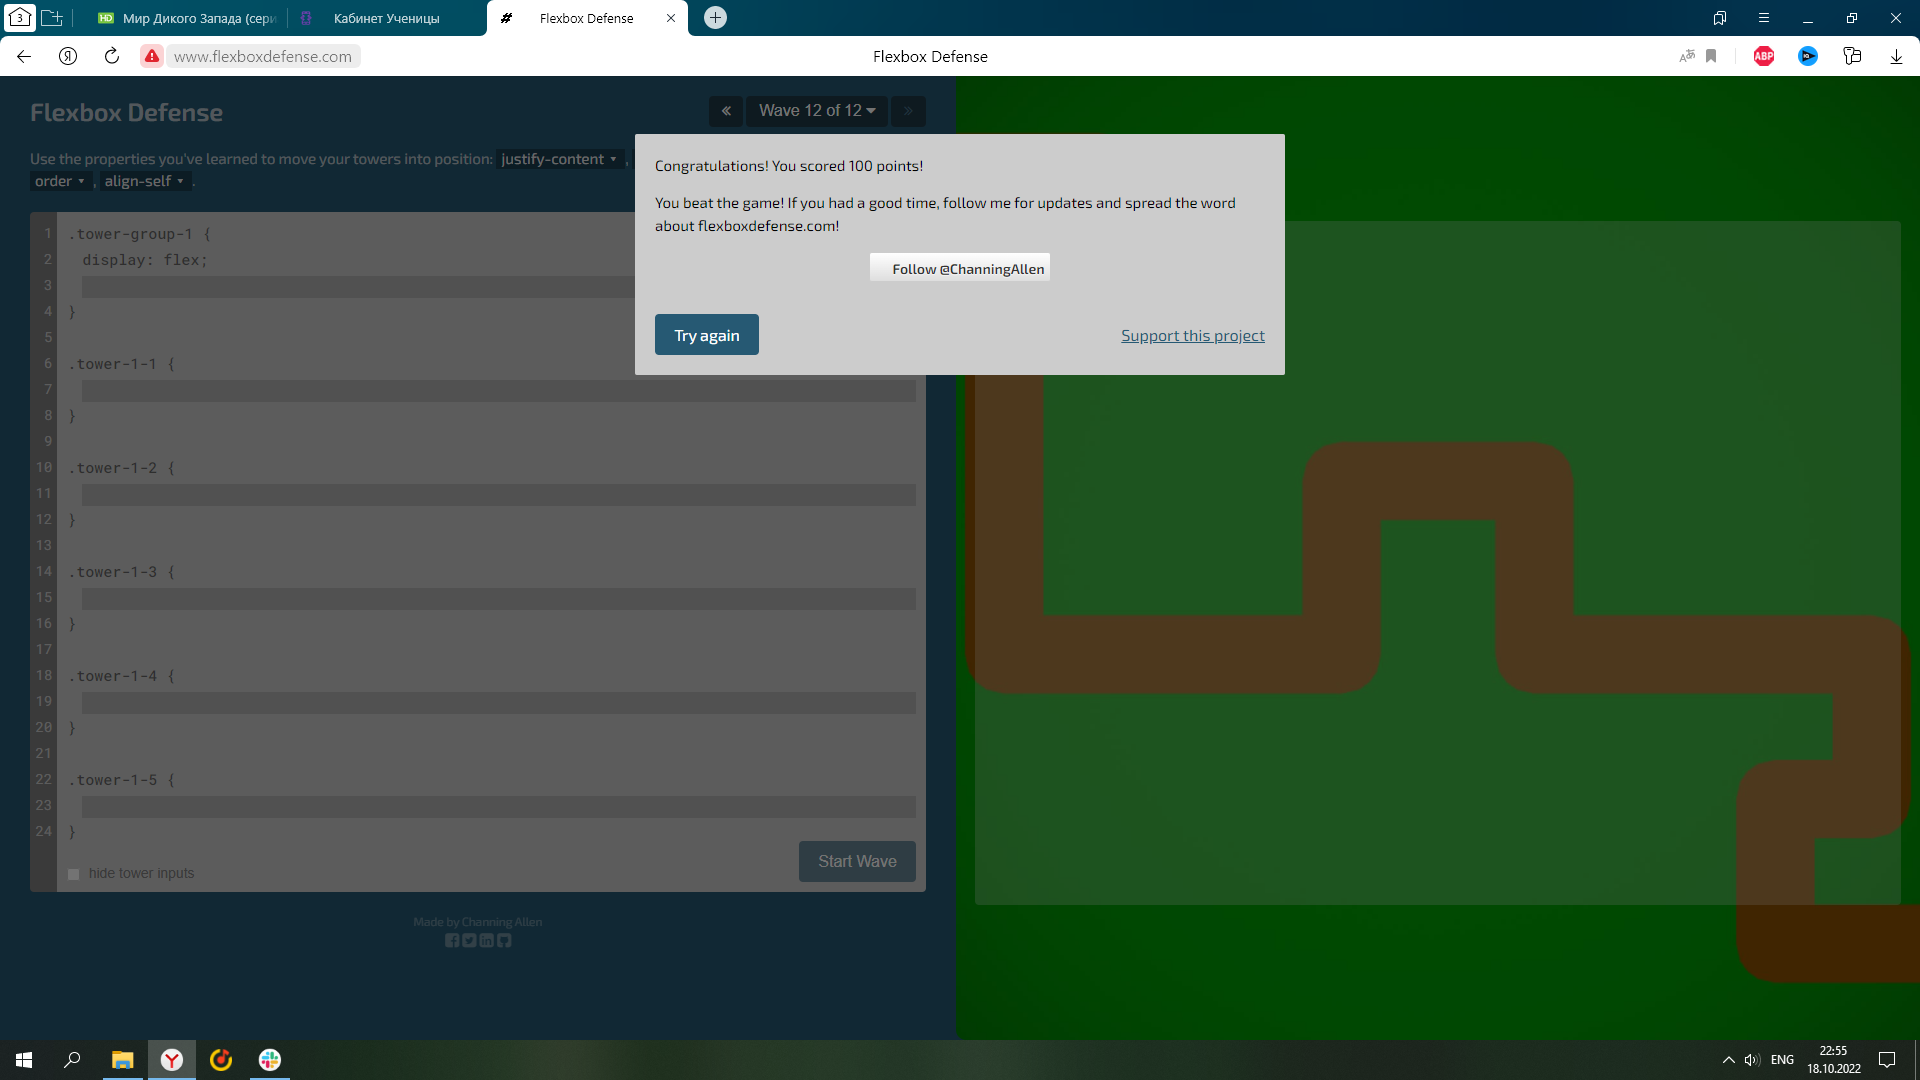 3
HD Мир Дикого Запада (сери
Кабинет Ученицы
Flexbox Defense
www.flexboxdefense.com
Flexbox Defense
ABP
Flexbox Defense
« Wave 12 of 12 »
Use the properties you've learned to move your towers into position: justify-content ,
order , align-self .
Congratulations! You scored 100 points!
You beat the game! If you had a good time, follow me for updates and spread the word
about flexboxdefense.com!
Follow @ChanningAllen
Try again
Support this project
1 .tower-group-1 {
2 display: flex;
3
4 }
5
6 .tower-1-1 {
7
8 }
9
10 .tower-1-2 {
11
12 }
13
14 .tower-1-3 {
15
16 }
17
18 .tower-1-4 {
19
20 }
21
22 .tower-1-5 {
23
24 }
hide tower inputs
Start Wave
Made by Channing Allen
ENG
22:55
18.10.2022